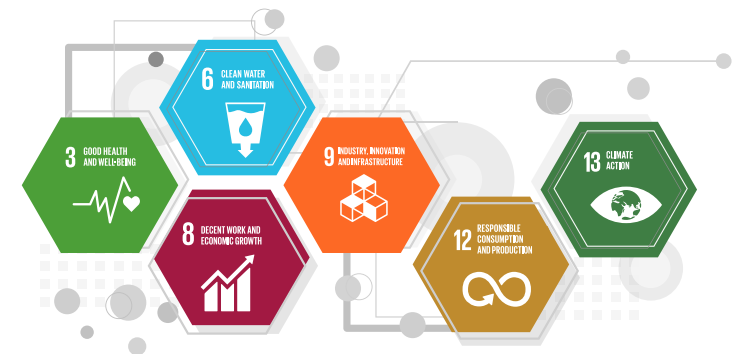 3 GOOD HEALTH
AND WELL-BEING
6 CLEAN WATER
AND SANITATION
8 DECENT WORK AND
ECONOMIC GROWTH
9 INDUSTRY, INNOVATION
AND INFRASTRUCTURE
12 RESPONSIBLE
CONSUMPTION
AND PRODUCTION
13 CLIMATE
ACTION